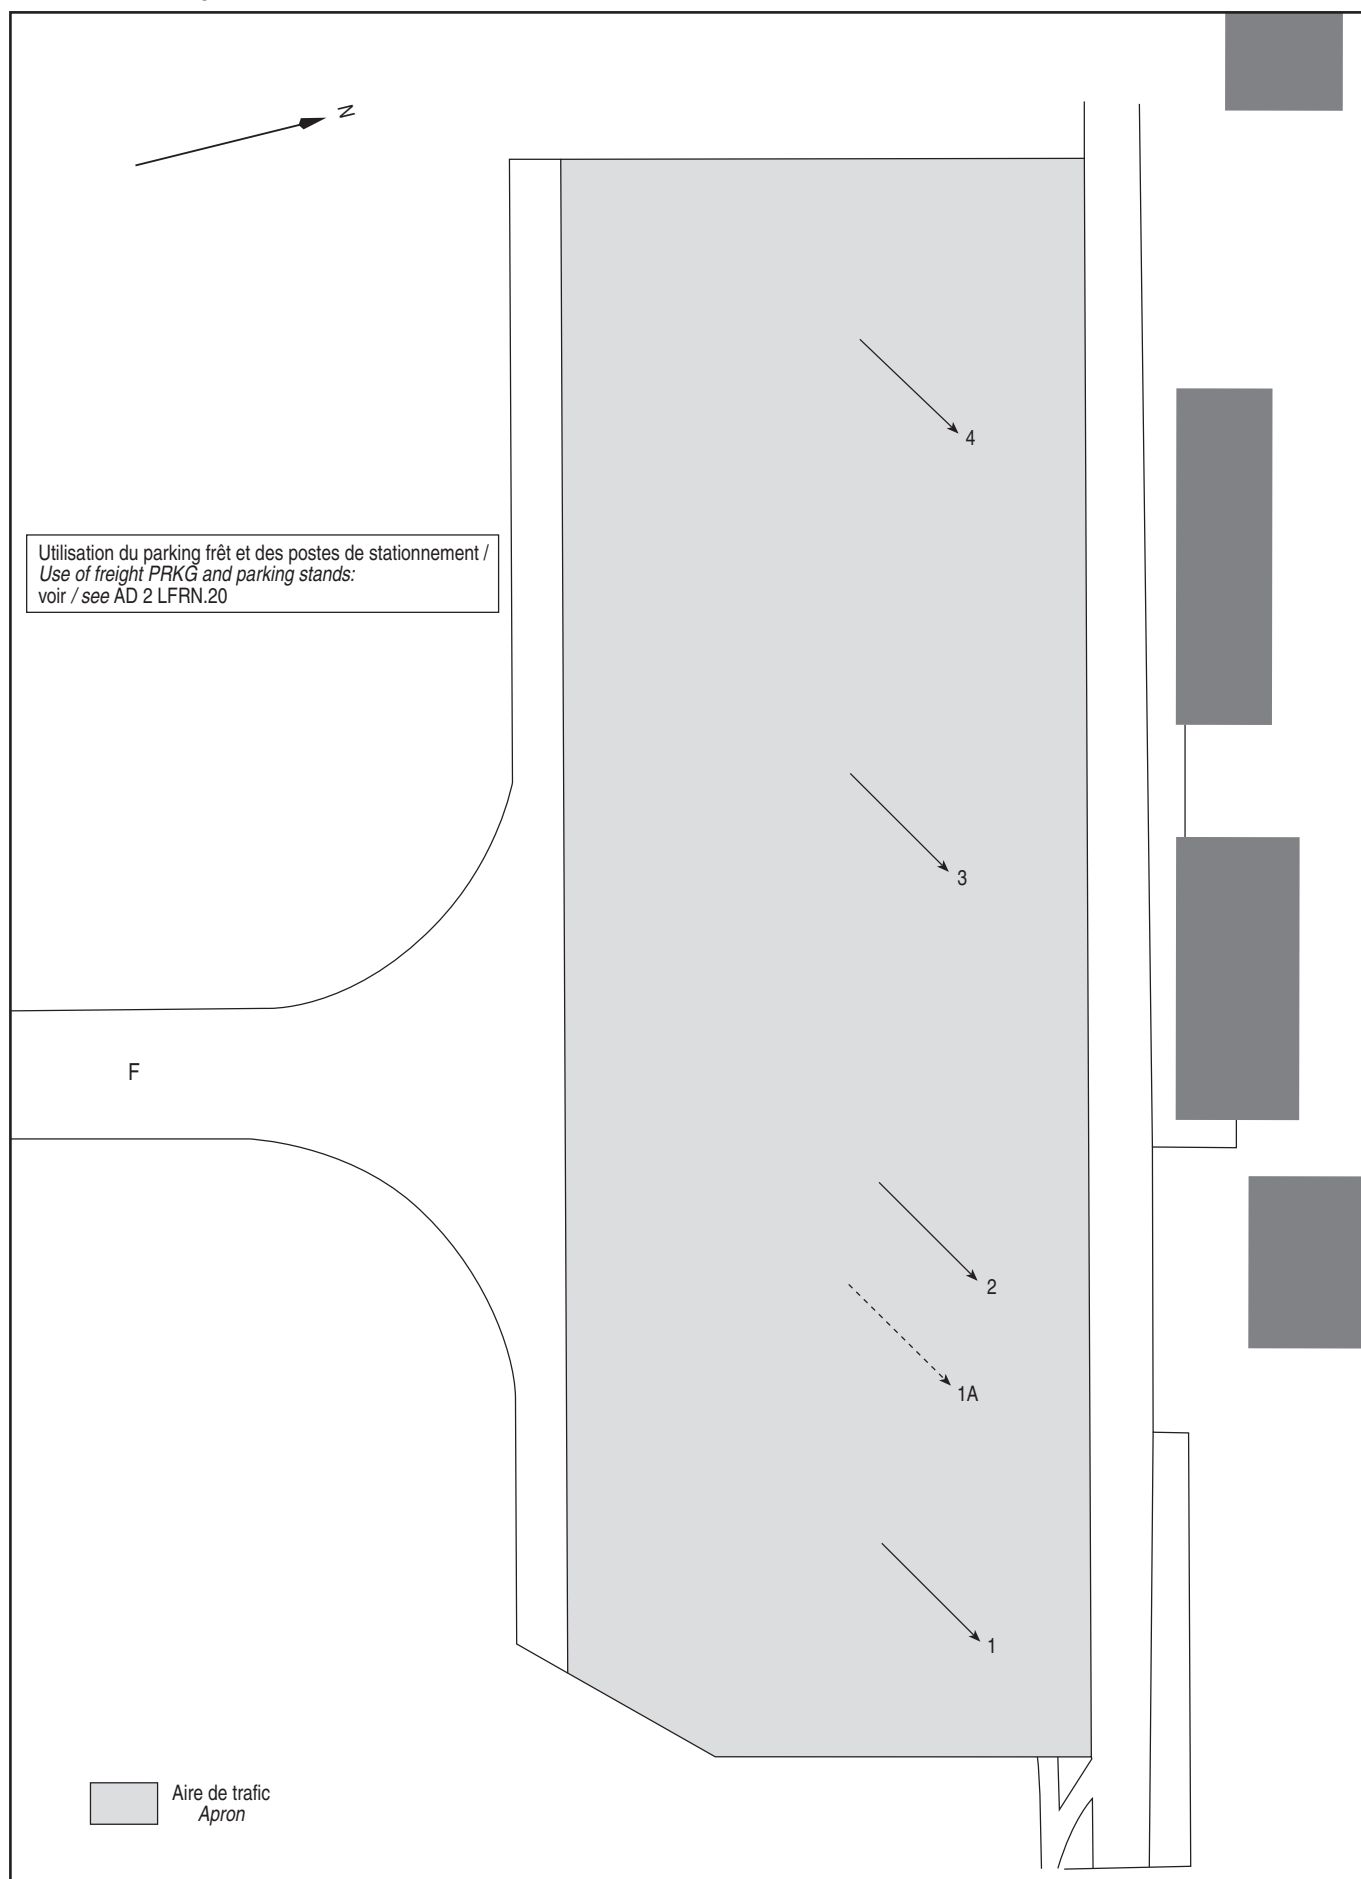 N
4
Utilisation du parking frêt et des postes de stationnement /
Use of freight PRKG and parking stands:
voir / see AD 2 LFRN.20
3
F
2
1A
1
Aire de trafic
Apron